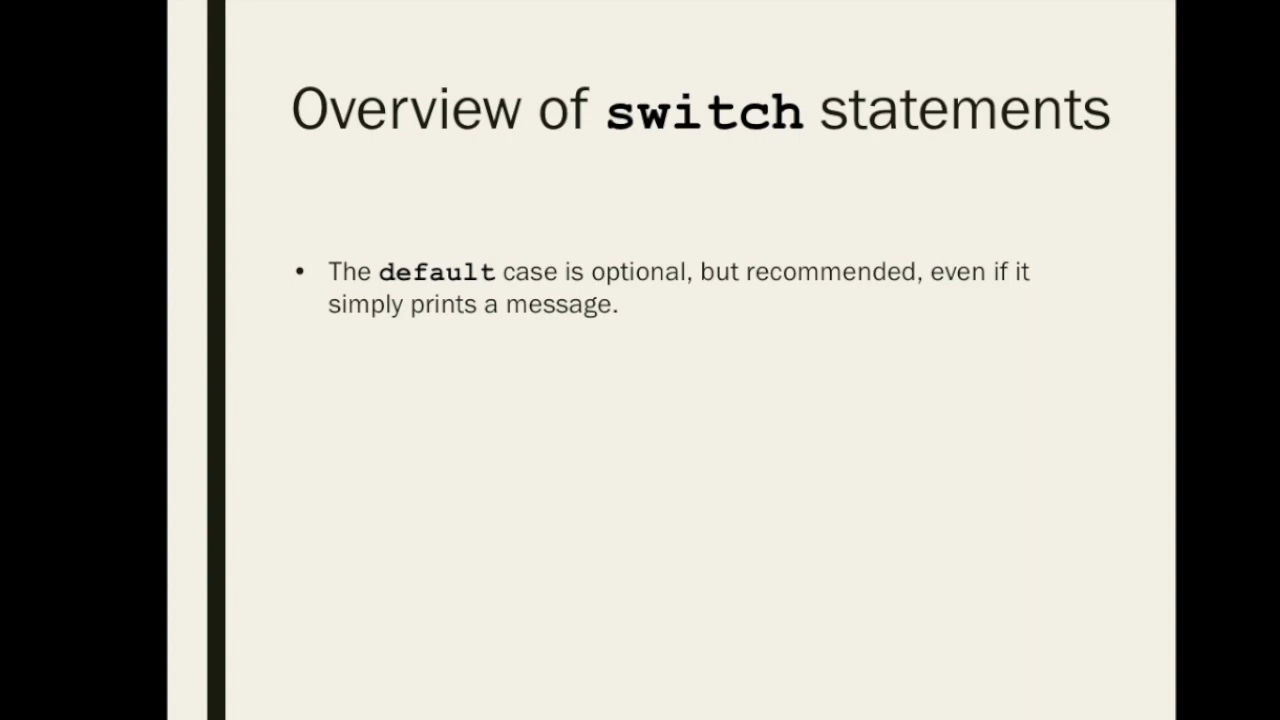 Overview of switch statements
• The default case is optional, but recommended, even if it
simply prints a message.